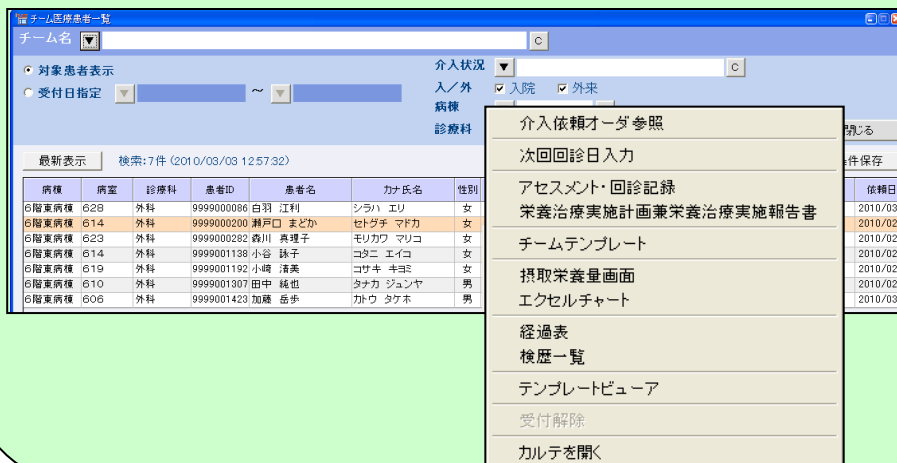 チーム医療患者一覧
チーム名 ▼ C
対象患者表示
受付日指定 ▼ ～ ▼
介入状況 ▼ C
入／外 入院 外来
病棟
診療科
閉じる
最新表示 検索:7件 (2010/03/03 12:57:32) 件保存
病棟 病室 診療科 患者ID 患者名 カナ氏名 性別 依頼日
6階東病棟 628 外科 9999000086 白羽 江利 シラハ エリ 女 2010/03
6階東病棟 614 外科 9999000200 瀬戸口 まどか セトグチ マドカ 女 2010/02
6階東病棟 623 外科 9999000282 森川 真理子 モリカワ マリコ 女 2010/02
6階東病棟 614 外科 9999001138 小谷 詠子 コタニ エイコ 女 2010/02
6階東病棟 619 外科 9999001192 小崎 清美 コサキ キヨミ 女 2010/02
6階東病棟 610 外科 9999001307 田中 純也 タナカ ジュンヤ 男 2010/02
6階東病棟 606 外科 9999001423 加藤 岳歩 カトウ タケホ 男 2010/03
介入依頼オーダ参照
次回回診日入力
アセスメント・回診記録
栄養治療実施計画兼栄養治療実施報告書
チームテンプレート
摂取栄養量画面
エクセルチャート
経過表
検歴一覧
テンプレートビューア
受付解除
カルテを開く